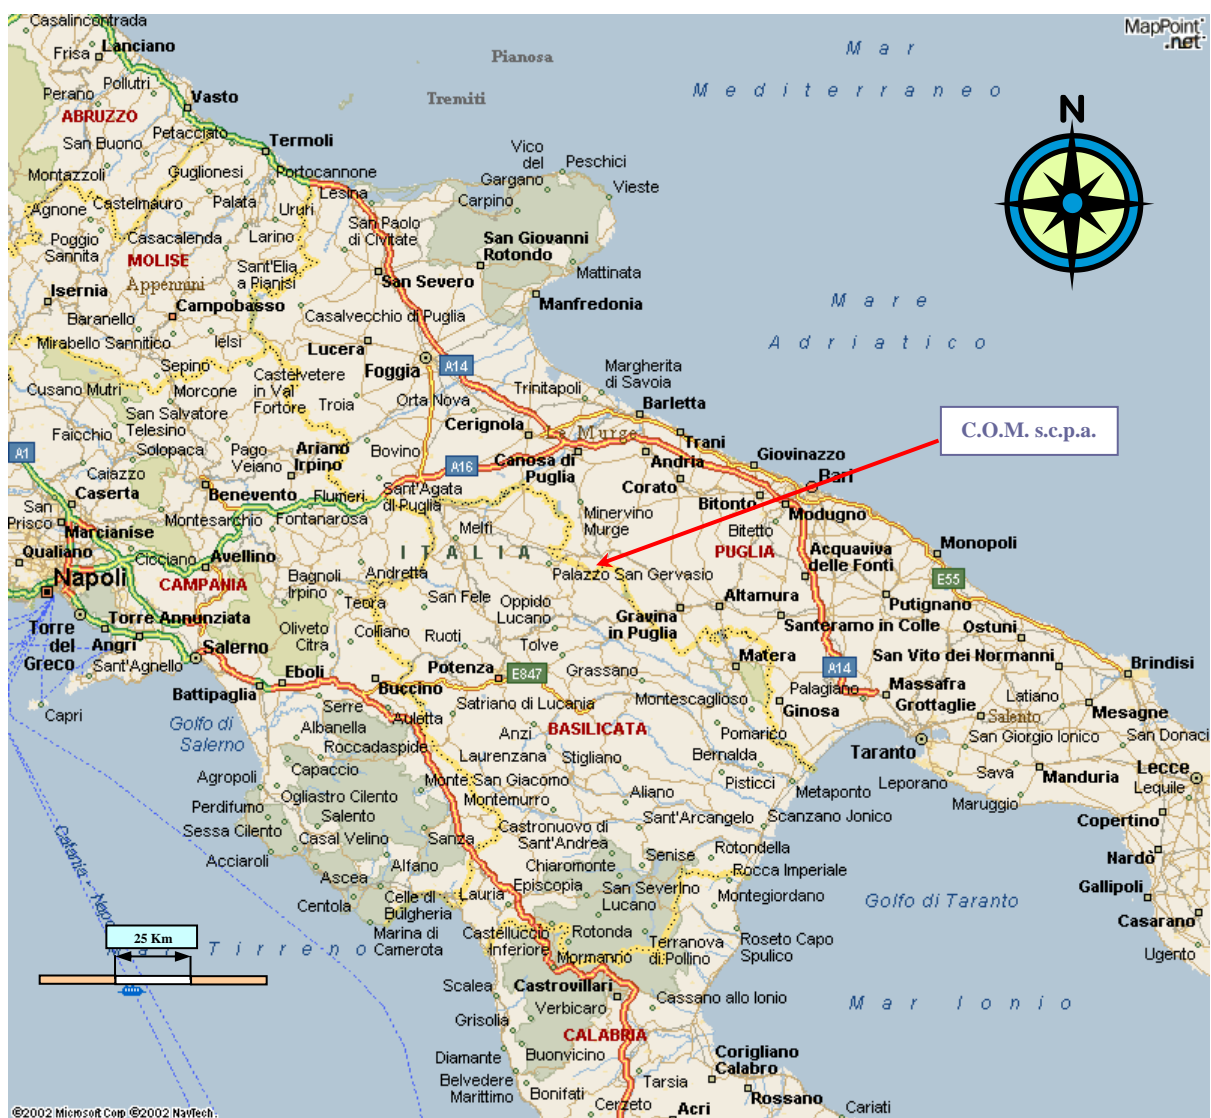 Casalincontrada
MapPoint
.net
Frisa
Lanciano
Mar
Pianosa
Mediterraneo
Perano
Pollutri
Vasto
Tremiti
N
ABRUZZO
San Buono
Petacciato
Termoli
Montazzoli
Guglionesi
Portocannone
Vico
del
Gargano
Peschici
Vieste
Agnone
Castelmauro
Palata
Ururi
Lesina
Carpino
Poggio
Sannita
Casacalenda
Larino
San Paolo
di Civitate
San Giovanni
Rotondo
MOLISE
Sant'Elia
a Pianisi
Mattinata
Isernia
Appennini
San Severo
Manfredonia
Mare
Baranello
Campobasso
Casalvecchio di Puglia
Adriatico
Mirabello Sannitico
Ielsi
Lucera
Foggia
A14
Sepino
Castelvetere
in Val
Fortore
Margherita
di Savoia
Cusano Mutri
Morcone
Troia
Orta Nova
Trinitapoli
Barletta
San Salvatore
Telesino
Cerignola
Le Murge
Trani
C.O.M. s.c.p.a.
Faicchio
Solopaca
Pago
Veiano
Ariano
Irpino
Bovino
A1
A16
Canosa di
Puglia
Andria
Giovinazzo
Bari
Caiazzo
Caserta
Benevento
Flumeri
Sant'Agata
di Puglia
Corato
Bitonto
San
Prisco
Marcianise
Montesarchio
Fontanarosa
Melfi
Minervino
Murge
Modugno
Bitetto
Qualiano
Cicciano
Avellino
ITALIA
PUGLIA
Acquaviva
delle Fonti
Monopoli
Napoli
CAMPANIA
Bagnoli
Irpino
Andretta
Palazzo San Gervasio
E55
Torre Annunziata
Teora
San Fele
Oppido
Lucano
Gravina
in Puglia
Altamura
Putignano
Torre
del
Greco
Angri
Salerno
Oliveto
Citra
Colliano
Ruoti
Tolve
Santeramo in Colle
Ostuni
Sant'Agnello
Eboli
Potenza
E847
Grassano
Matera
A14
San Vito dei Normanni
Brindisi
Battipaglia
Buccino
Montescaglioso
Palagiano
Massafra
Latiano
Capri
Serre
Auletta
Satriano di Lucania
Ginosa
Grottaglie
Salento
Mesagne
Golfo di
Salerno
Albanella
Roccadaspide
Anzi
BASILICATA
Pomarico
Taranto
San Giorgio Ionico
San Donaci
Laurenzana
Stigliano
Bernalda
Agropoli
Capaccio
Monte San Giacomo
Pisticci
Metaponto
Leporano
Sava
Manduria
Lecce
Lequile
Perdifumo
Ogliastro Cilento
Salento
Montemurro
Aliano
Maruggio
Sessa Cilento
Casal Velino
Sanza
Castronuovo di
Sant'Andrea
Sant'Arcangelo
Scanzano Jonico
Copertino
Acciaroli
Alfano
Chiaromonte
Senise
Rotondella
Nardò
Ascea
Lauria
Episcopia
San Severino
Lucano
Rocca Imperiale
Gallipoli
Centola
Celle di
Bulgheria
Montegiordano
Golfo di Taranto
Casarano
Catania - Napo
25 Km
Mar Tirreno
Marina di
Camerota
Castelluccio
Inferiore
Rotonda
Terranova
di Pollino
Roseto Capo
Spulico
Ugento
Mormanno
Scalea
Castrovillari
Cassano allo Ionio
Mar Ionio
Grisolia
Verbicaro
CALABRIA
Diamante
Buonvicino
Corigliano
Calabro
Belvedere
Marittimo
Bonifati
Tarsia
Rossano
Cerzeto
Acri
Cariati
©2002 Microsoft Corp ©2002 NavTech